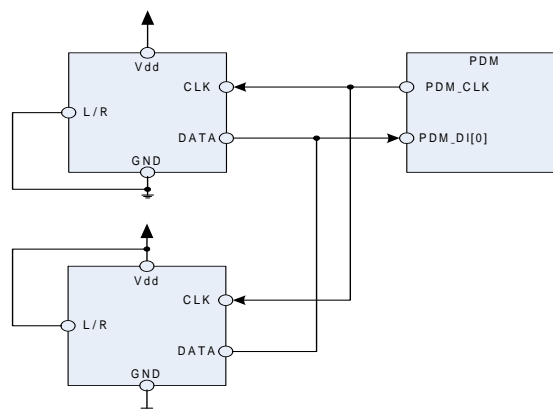 PDM
Vdd
CLK
PDM_CLK
L/R
DATA
PDM_DI[0]
GND
Vdd
CLK
L/R
DATA
GND